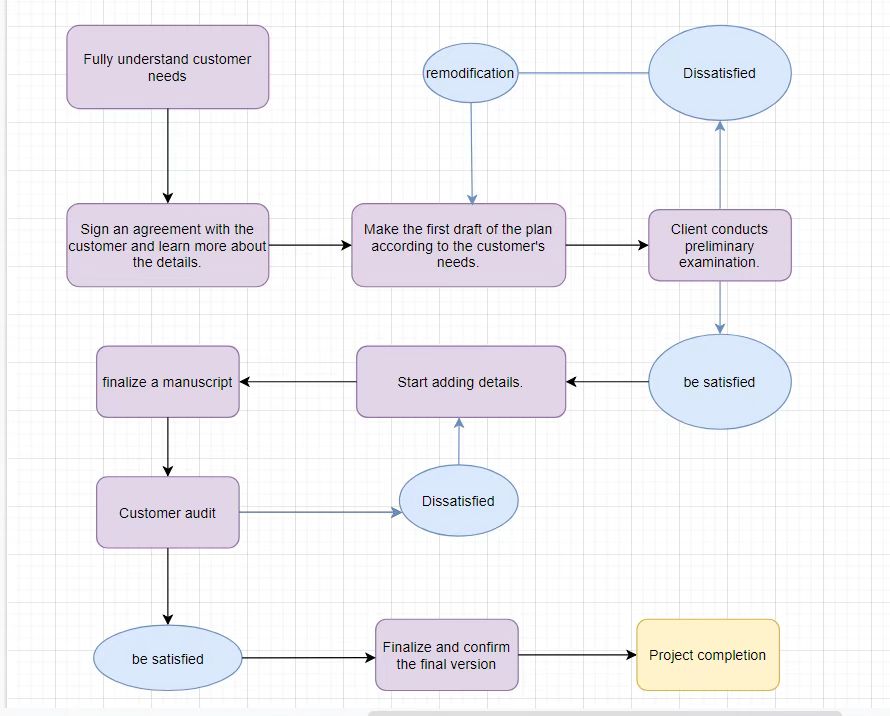 Fully understand customer
needs
remodification
Dissatisfied
Sign an agreement with the
customer and learn more about
the details.
Make the first draft of the plan
according to the customer's
needs.
Client conducts
preliminary
examination.
finalize a manuscript
Start adding details.
be satisfied
Customer audit
Dissatisfied
be satisfied
Finalize and confirm
the final version
Project completion